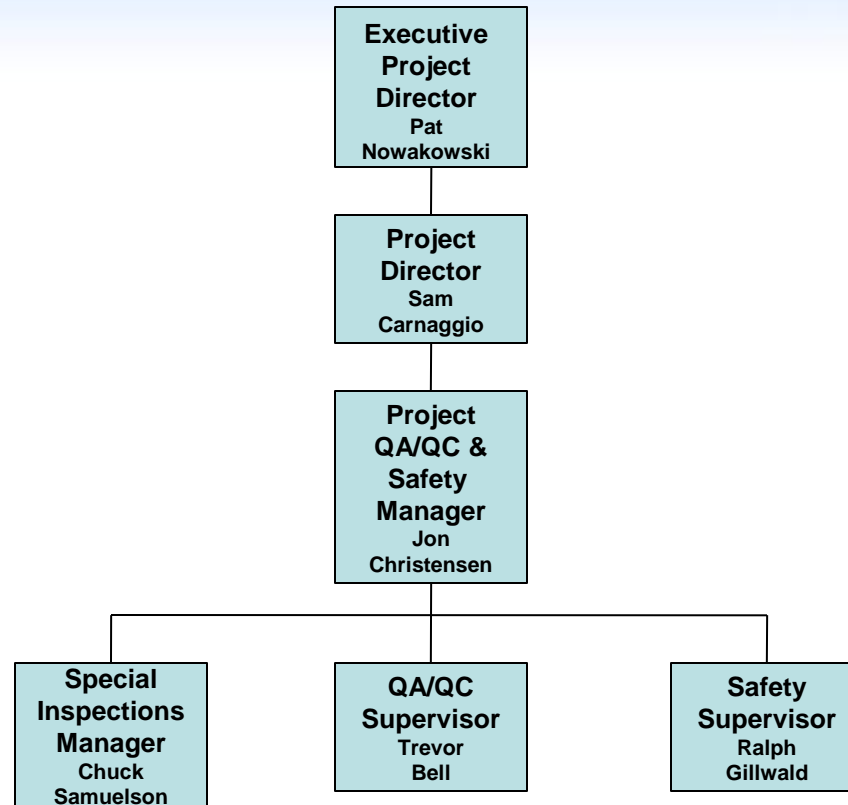 Executive
Project
Director
Pat
Nowakowski
Project
Director
Sam
Carnaggio
Project
QA/QC &
Safety
Manager
Jon
Christensen
Special
Inspections
Manager
Chuck
Samuelson
QA/QC
Supervisor
Trevor
Bell
Safety
Supervisor
Ralph
Gillwald